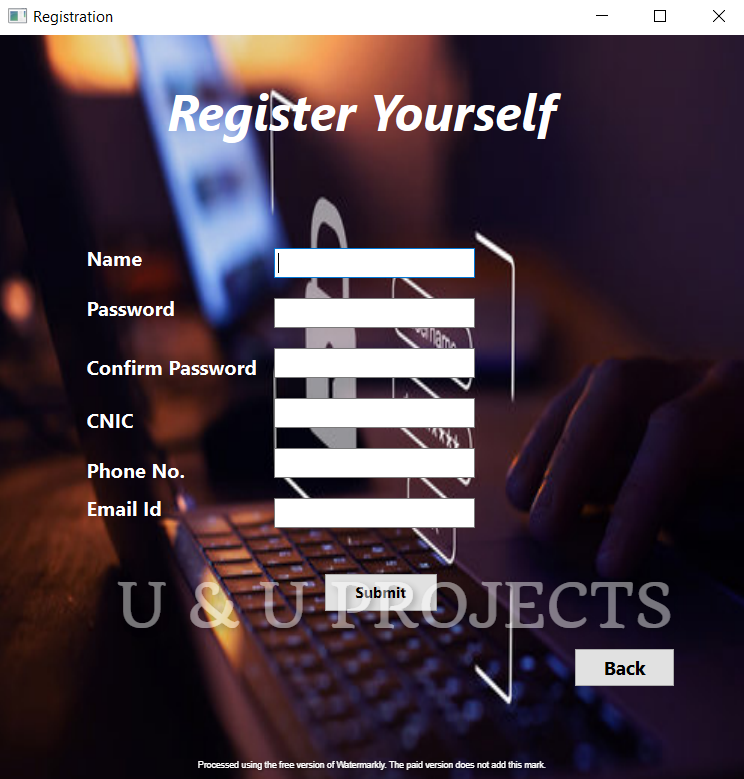 Registration
Register Yourself
Name
Password
Confirm Password
CNIC
Phone No.
Email Id
Submit
U & U PROJECTS
Back
Processed using the free version of Watermarkly. The paid version does not add this mark.